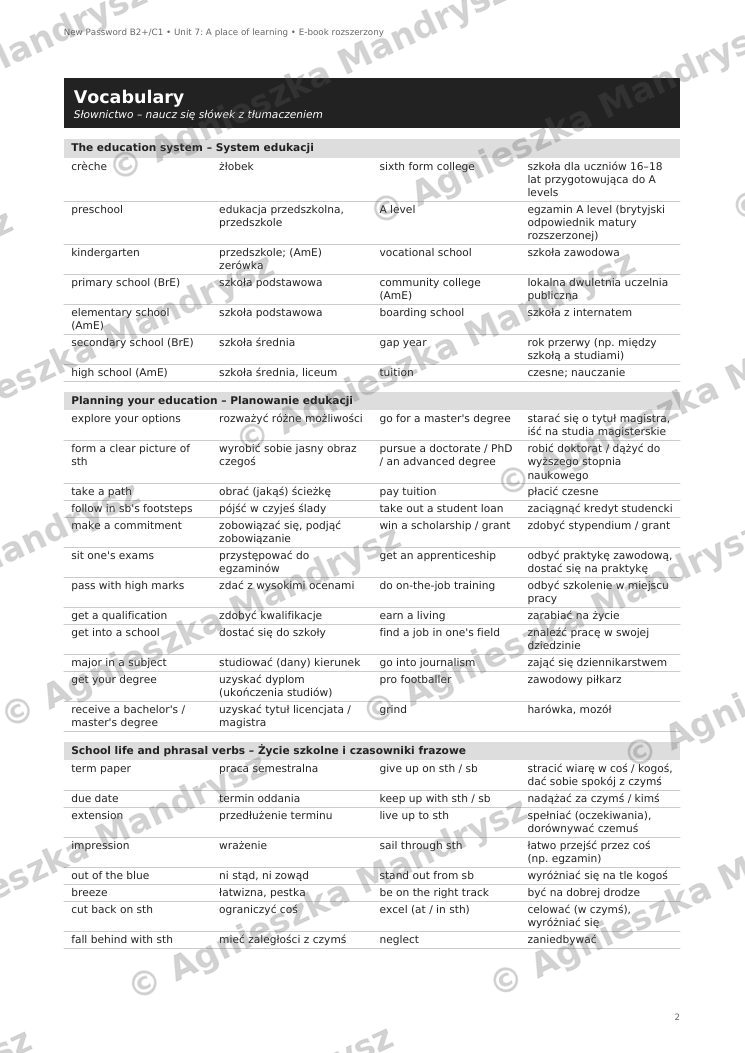 New Password B2+/C1 • Unit 7: A place of learning • E-book rozszerzony
Vocabulary
Słownictwo – naucz się słówek z tłumaczeniem
The education system – System edukacji
crèche żłobek sixth form college szkoła dla uczniów 16–18
lat przygotowująca do A
levels
preschool edukacja przedszkolna, A level egzamin A level (brytyjski
przedszkole odpowiednik matury
rozszerzonej)
kindergarten przedszkole; (AmE) vocational school szkoła zawodowa
zerówka
primary school (BrE) szkoła podstawowa community college lokalna dwuletnia uczelnia
(AmE) publiczna
elementary school szkoła podstawowa boarding school szkoła z internatem
(AmE)
secondary school (BrE) szkoła średnia gap year rok przerwy (np. między
szkołą a studiami)
high school (AmE) szkoła średnia, liceum tuition czesne; nauczanie
Planning your education – Planowanie edukacji
explore your options rozważyć różne możliwości go for a master's degree starać się o tytuł magistra,
iść na studia magisterskie
form a clear picture of wyrobić sobie jasny obraz pursue a doctorate / PhD robić doktorat / dążyć do
sth czegoś / an advanced degree wyższego stopnia
naukowego
take a path obrać (jakąś) ścieżkę pay tuition płacić czesne
follow in sb's footsteps pójść w czyjeś ślady take out a student loan zaciągnąć kredyt studencki
make a commitment zobowiązać się, podjąć win a scholarship / grant zdobyć stypendium / grant
zobowiązanie
sit one's exams przystępować do get an apprenticeship odbyć praktykę zawodową,
egzaminów dostać się na praktykę
pass with high marks zdać z wysokimi ocenami do on-the-job training odbyć szkolenie w miejscu
pracy
get a qualification zdobyć kwalifikacje earn a living zarabiać na życie
get into a school dostać się do szkoły find a job in one's field znaleźć pracę w swojej
dziedzinie
major in a subject studiować (dany) kierunek go into journalism zająć się dziennikarstwem
get your degree uzyskać dyplom pro footballer zawodowy piłkarz
(ukończenia studiów)
receive a bachelor's / uzyskać tytuł licencjata / grind harówka, mozół
master's degree magistra
School life and phrasal verbs – Życie szkolne i czasowniki frazowe
term paper praca semestralna give up on sth / sb stracić wiarę w coś / kogoś,
dać sobie spokój z czymś
due date termin oddania keep up with sth / sb nadążać za czymś / kimś
extension przedłużenie terminu live up to sth spełniać (oczekiwania),
dorównywać czemuś
impression wrażenie sail through sth łatwo przejść przez coś
(np. egzamin)
out of the blue ni stąd, ni zowąd stand out from sb wyróżniać się na tle kogoś
breeze łatwizna, pestka be on the right track być na dobrej drodze
cut back on sth ograniczyć coś excel (at / in sth) celować (w czymś),
wyróżniać się
fall behind with sth mieć zaległości z czymś neglect zaniedbywać
2
© Agnieszka Mandrysz